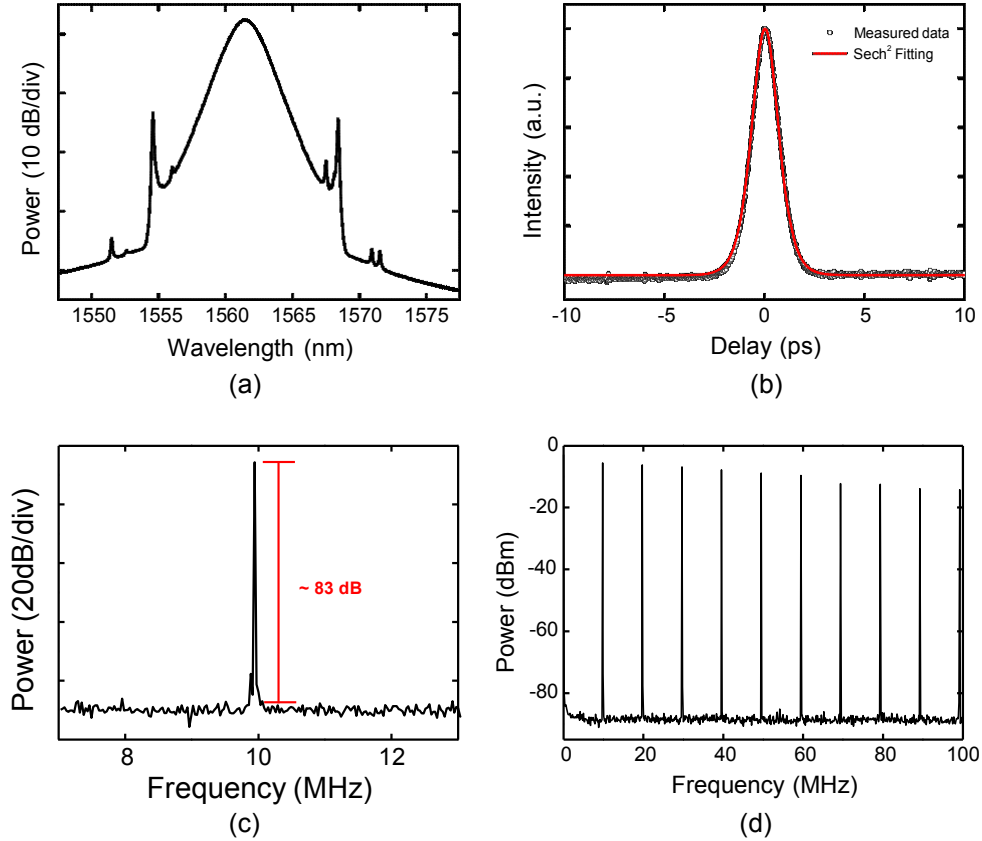 Power (10 dB/div)
1550 1555 1560 1565 1570 1575
Wavelength (nm)
(a)
Intensity (a.u.)
Measured data
Sech² Fitting
-10 -5 0 5 10
Delay (ps)
(b)
Power (20dB/div)
~ 83 dB
8 10 12
Frequency (MHz)
(c)
Power (dBm)
0
-20
-40
-60
-80
0 20 40 60 80 100
Frequency (MHz)
(d)